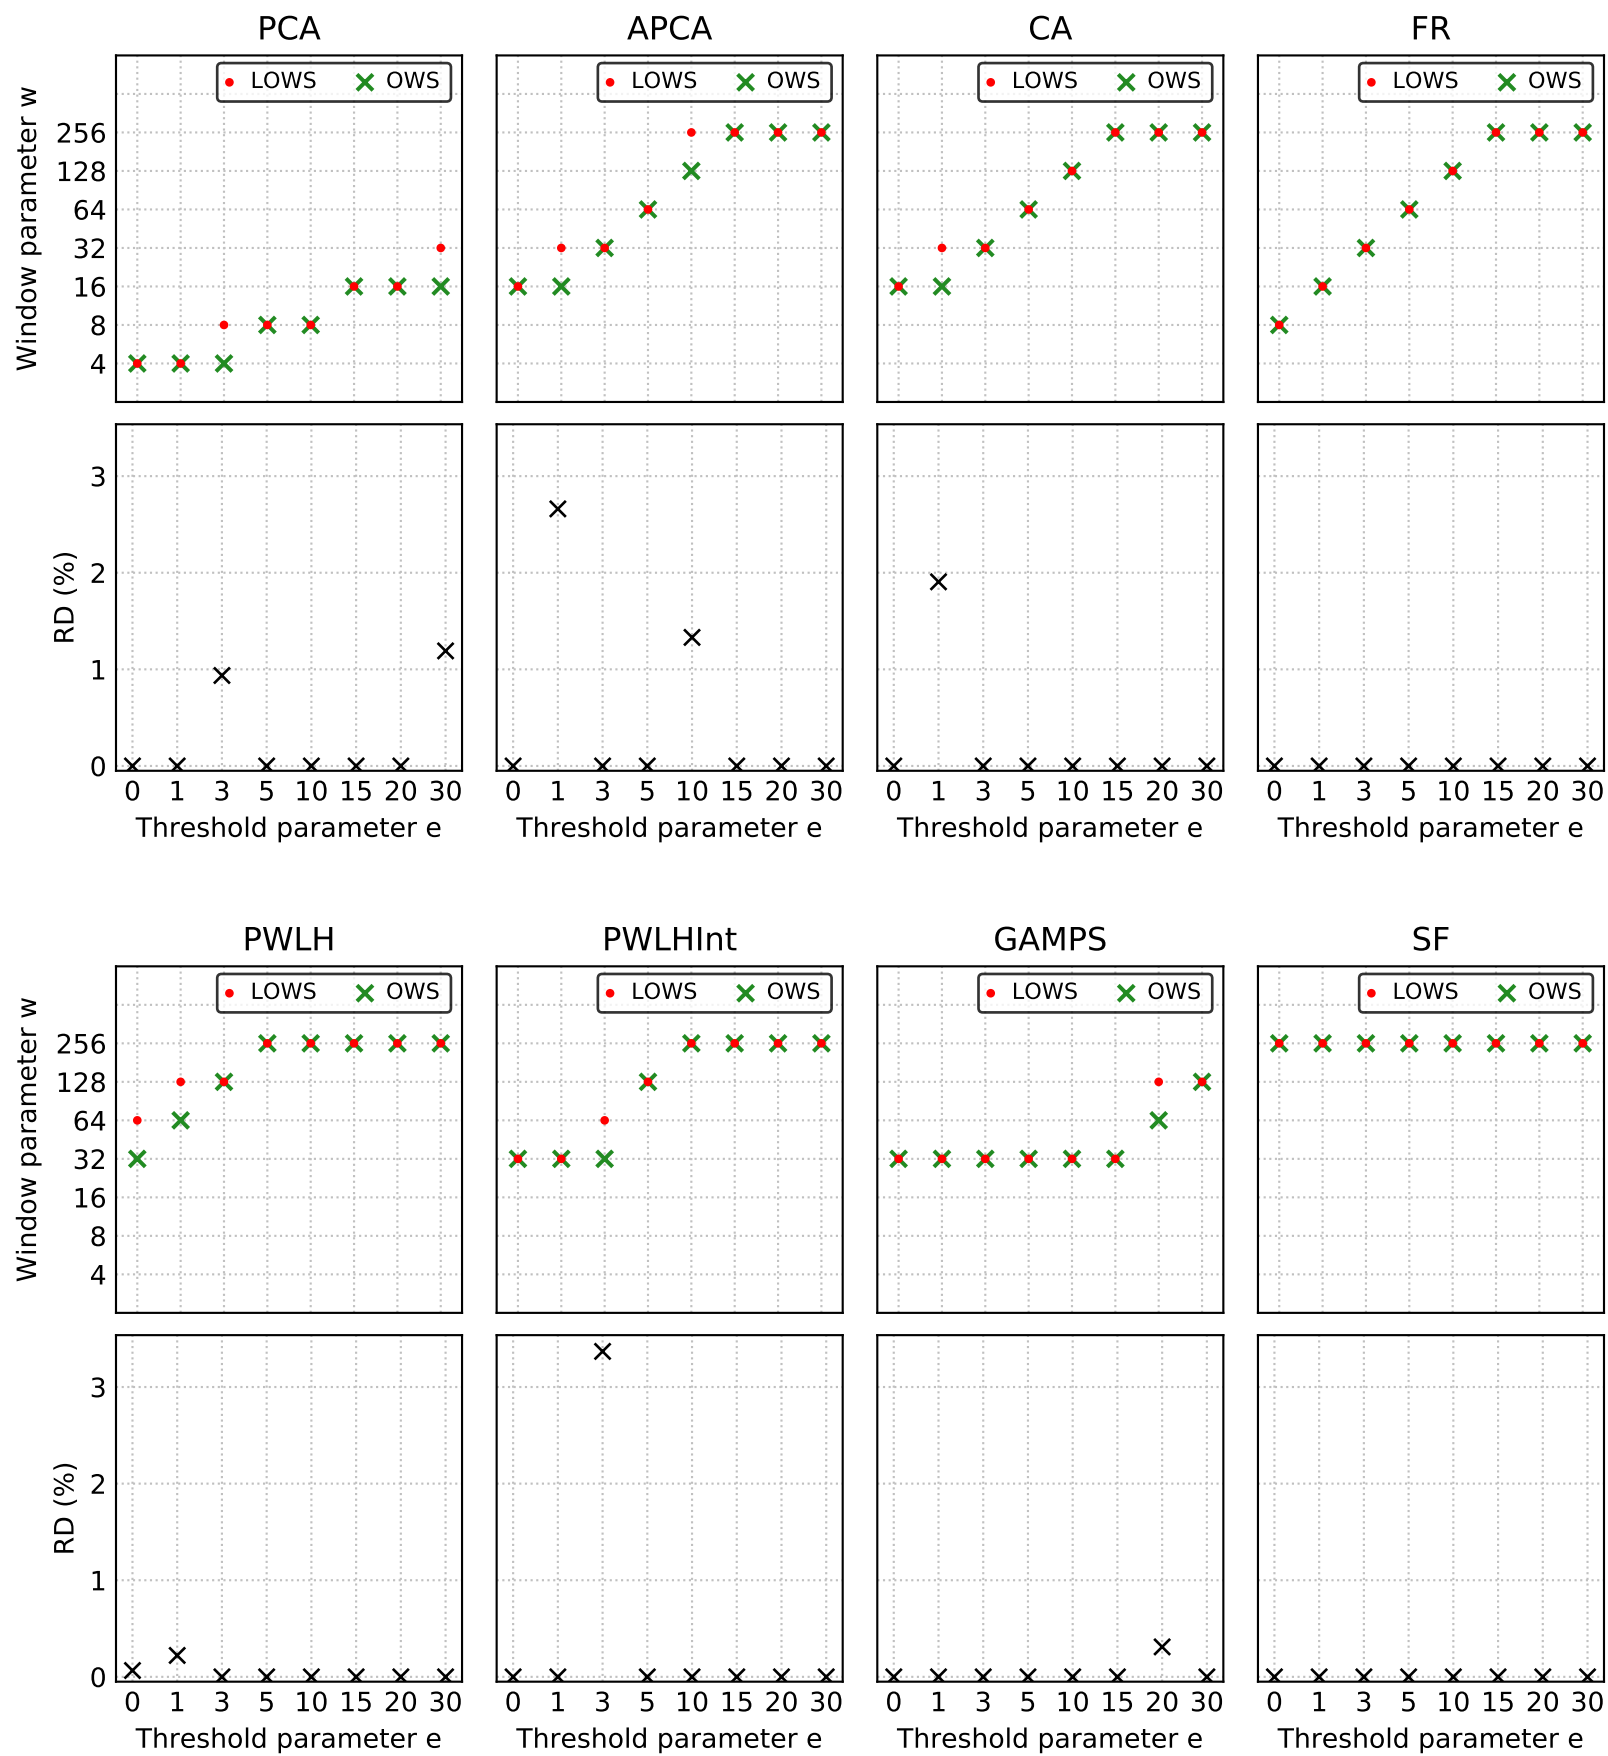 PCA APCA CA FR
LOWS OWS LOWS OWS LOWS OWS LOWS OWS
Window parameter w
256
128
64
32
16
8
4
RD (%)
3
2
1
0
0 1 3 5 10 15 20 30 0 1 3 5 10 15 20 30 0 1 3 5 10 15 20 30 0 1 3 5 10 15 20 30
Threshold parameter e Threshold parameter e Threshold parameter e Threshold parameter e
PWLH PWLHInt GAMPS SF
LOWS OWS LOWS OWS LOWS OWS LOWS OWS
Window parameter w
256
128
64
32
16
8
4
RD (%)
3
2
1
0
0 1 3 5 10 15 20 30 0 1 3 5 10 15 20 30 0 1 3 5 10 15 20 30 0 1 3 5 10 15 20 30
Threshold parameter e Threshold parameter e Threshold parameter e Threshold parameter e